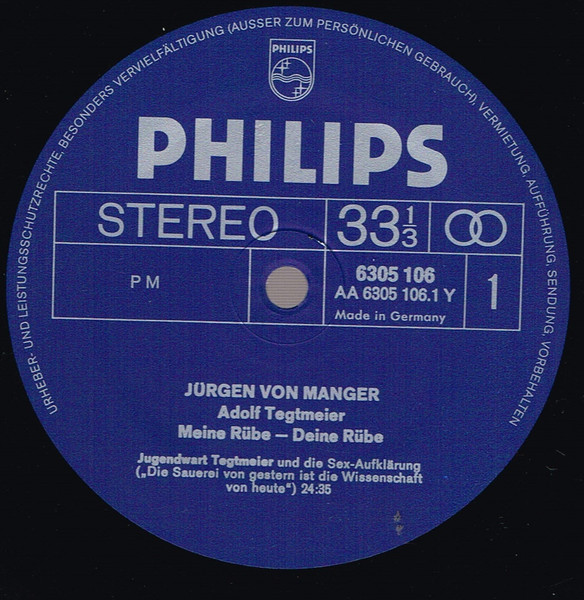 URHEBER- UND LEISTUNGSSCHUTZRECHTE, BESONDERS VERVIELFÄLTIGUNG (AUSSER ZUM PERSÖNLICHEN GEBRAUCH), VERMIETUNG, AUFFÜHRUNG, SENDUNG, VORBEHALTEN
PHILIPS
PHILIPS
STEREO 33 1/3
PM
6305 106
AA 6305 106.1 Y
Made in Germany
1
JÜRGEN VON MANGER
Adolf Tegtmeier
Meine Rübe – Deine Rübe
Jugendwart Tegtmeier und die Sex-Aufklärung
(„Die Sauerei von gestern ist die Wissenschaft
von heute“) 24:35